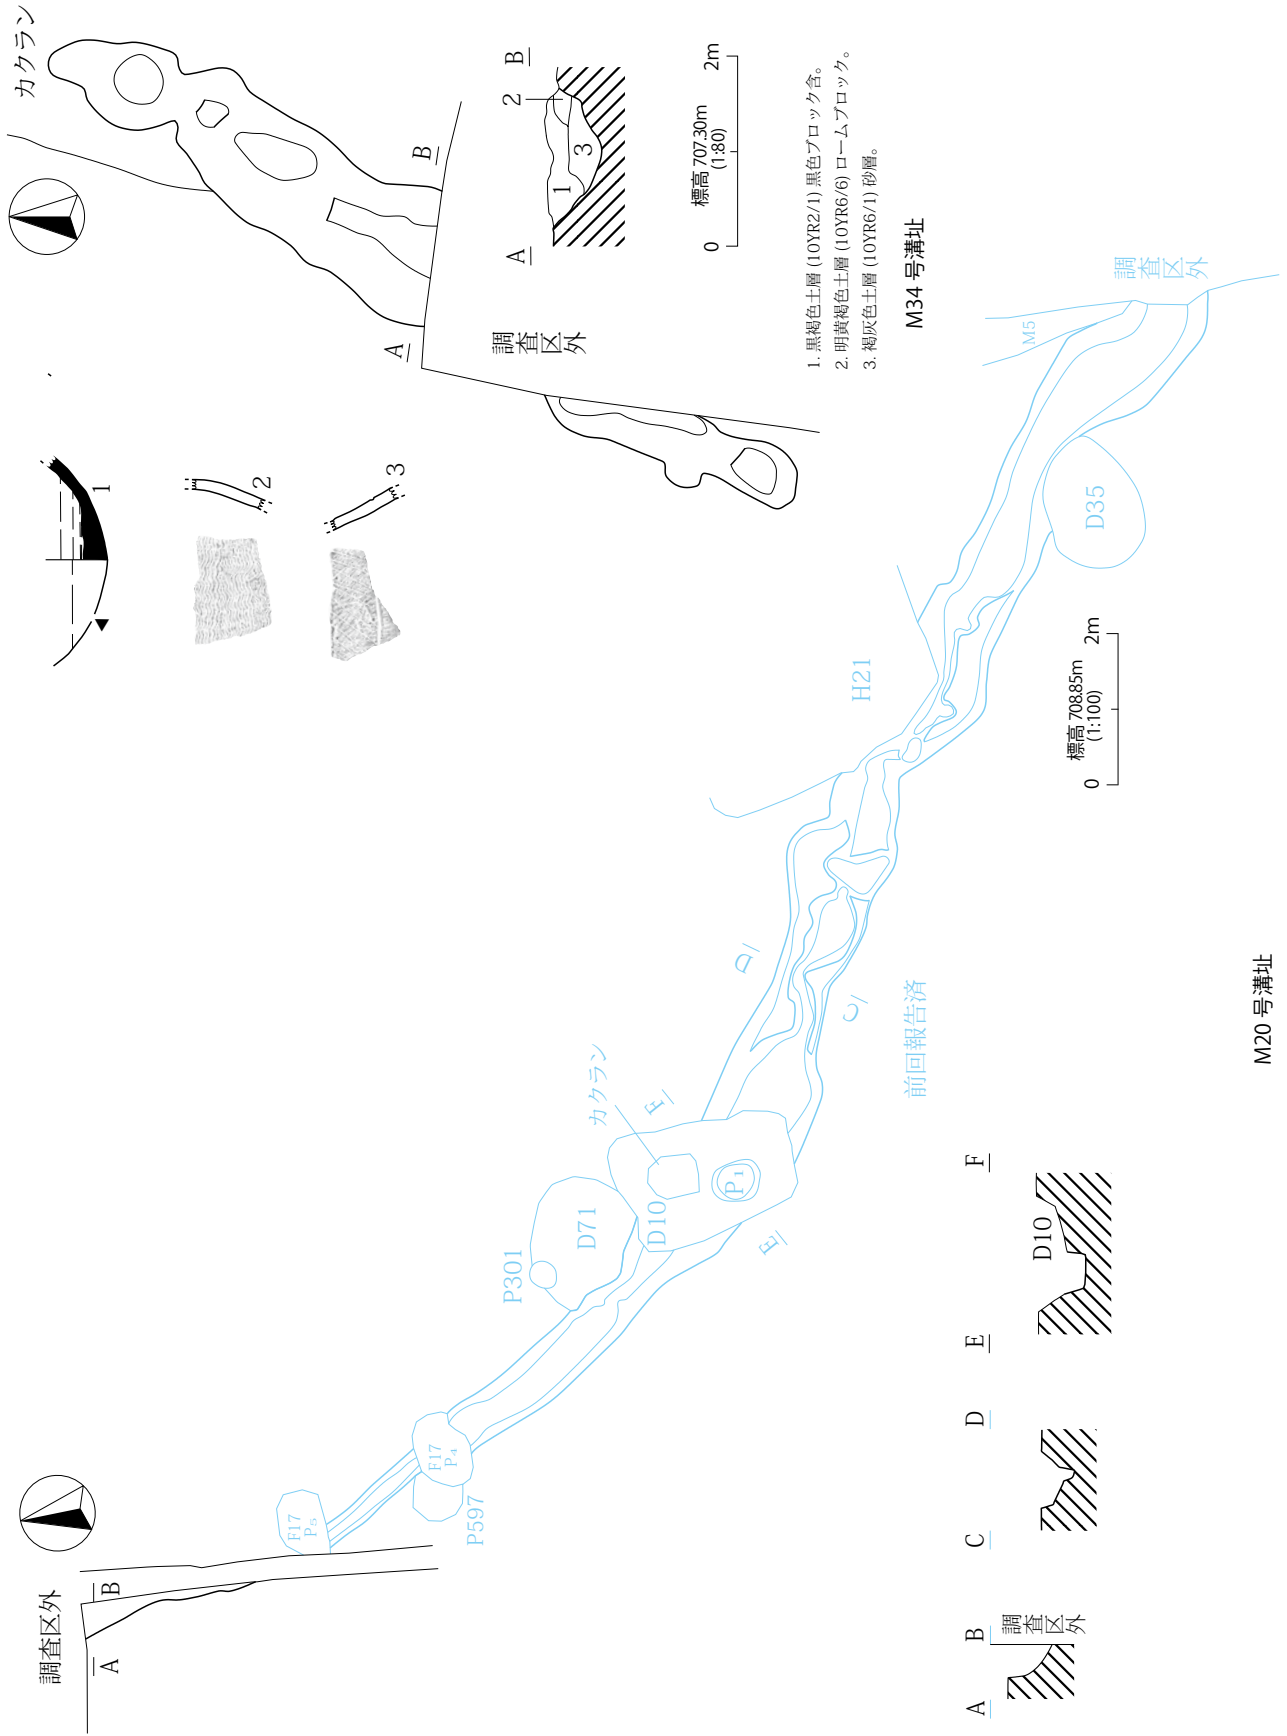 カクラン
B
A
調査区外
A
B
1
2
3
標高 707.30m
(1:80)
0
2m
1. 黒褐色土層 (10YR2/1) 黒色ブロック含。
2. 明黄褐色土層 (10YR6/6) ロームブロック。
3. 褐灰色土層 (10YR6/1) 砂層。
M34 号溝址
1
2
3
調査区外
A
B
F17
P5
F17
P4
P597
P301
D71
D10
カクラン
P1
E
F
C
D
前回報告済
H21
D35
M5
調査区外
標高 708.85m
(1:100)
0
2m
A
B
調査区外
C
D
E
F
D10
M20 号溝址